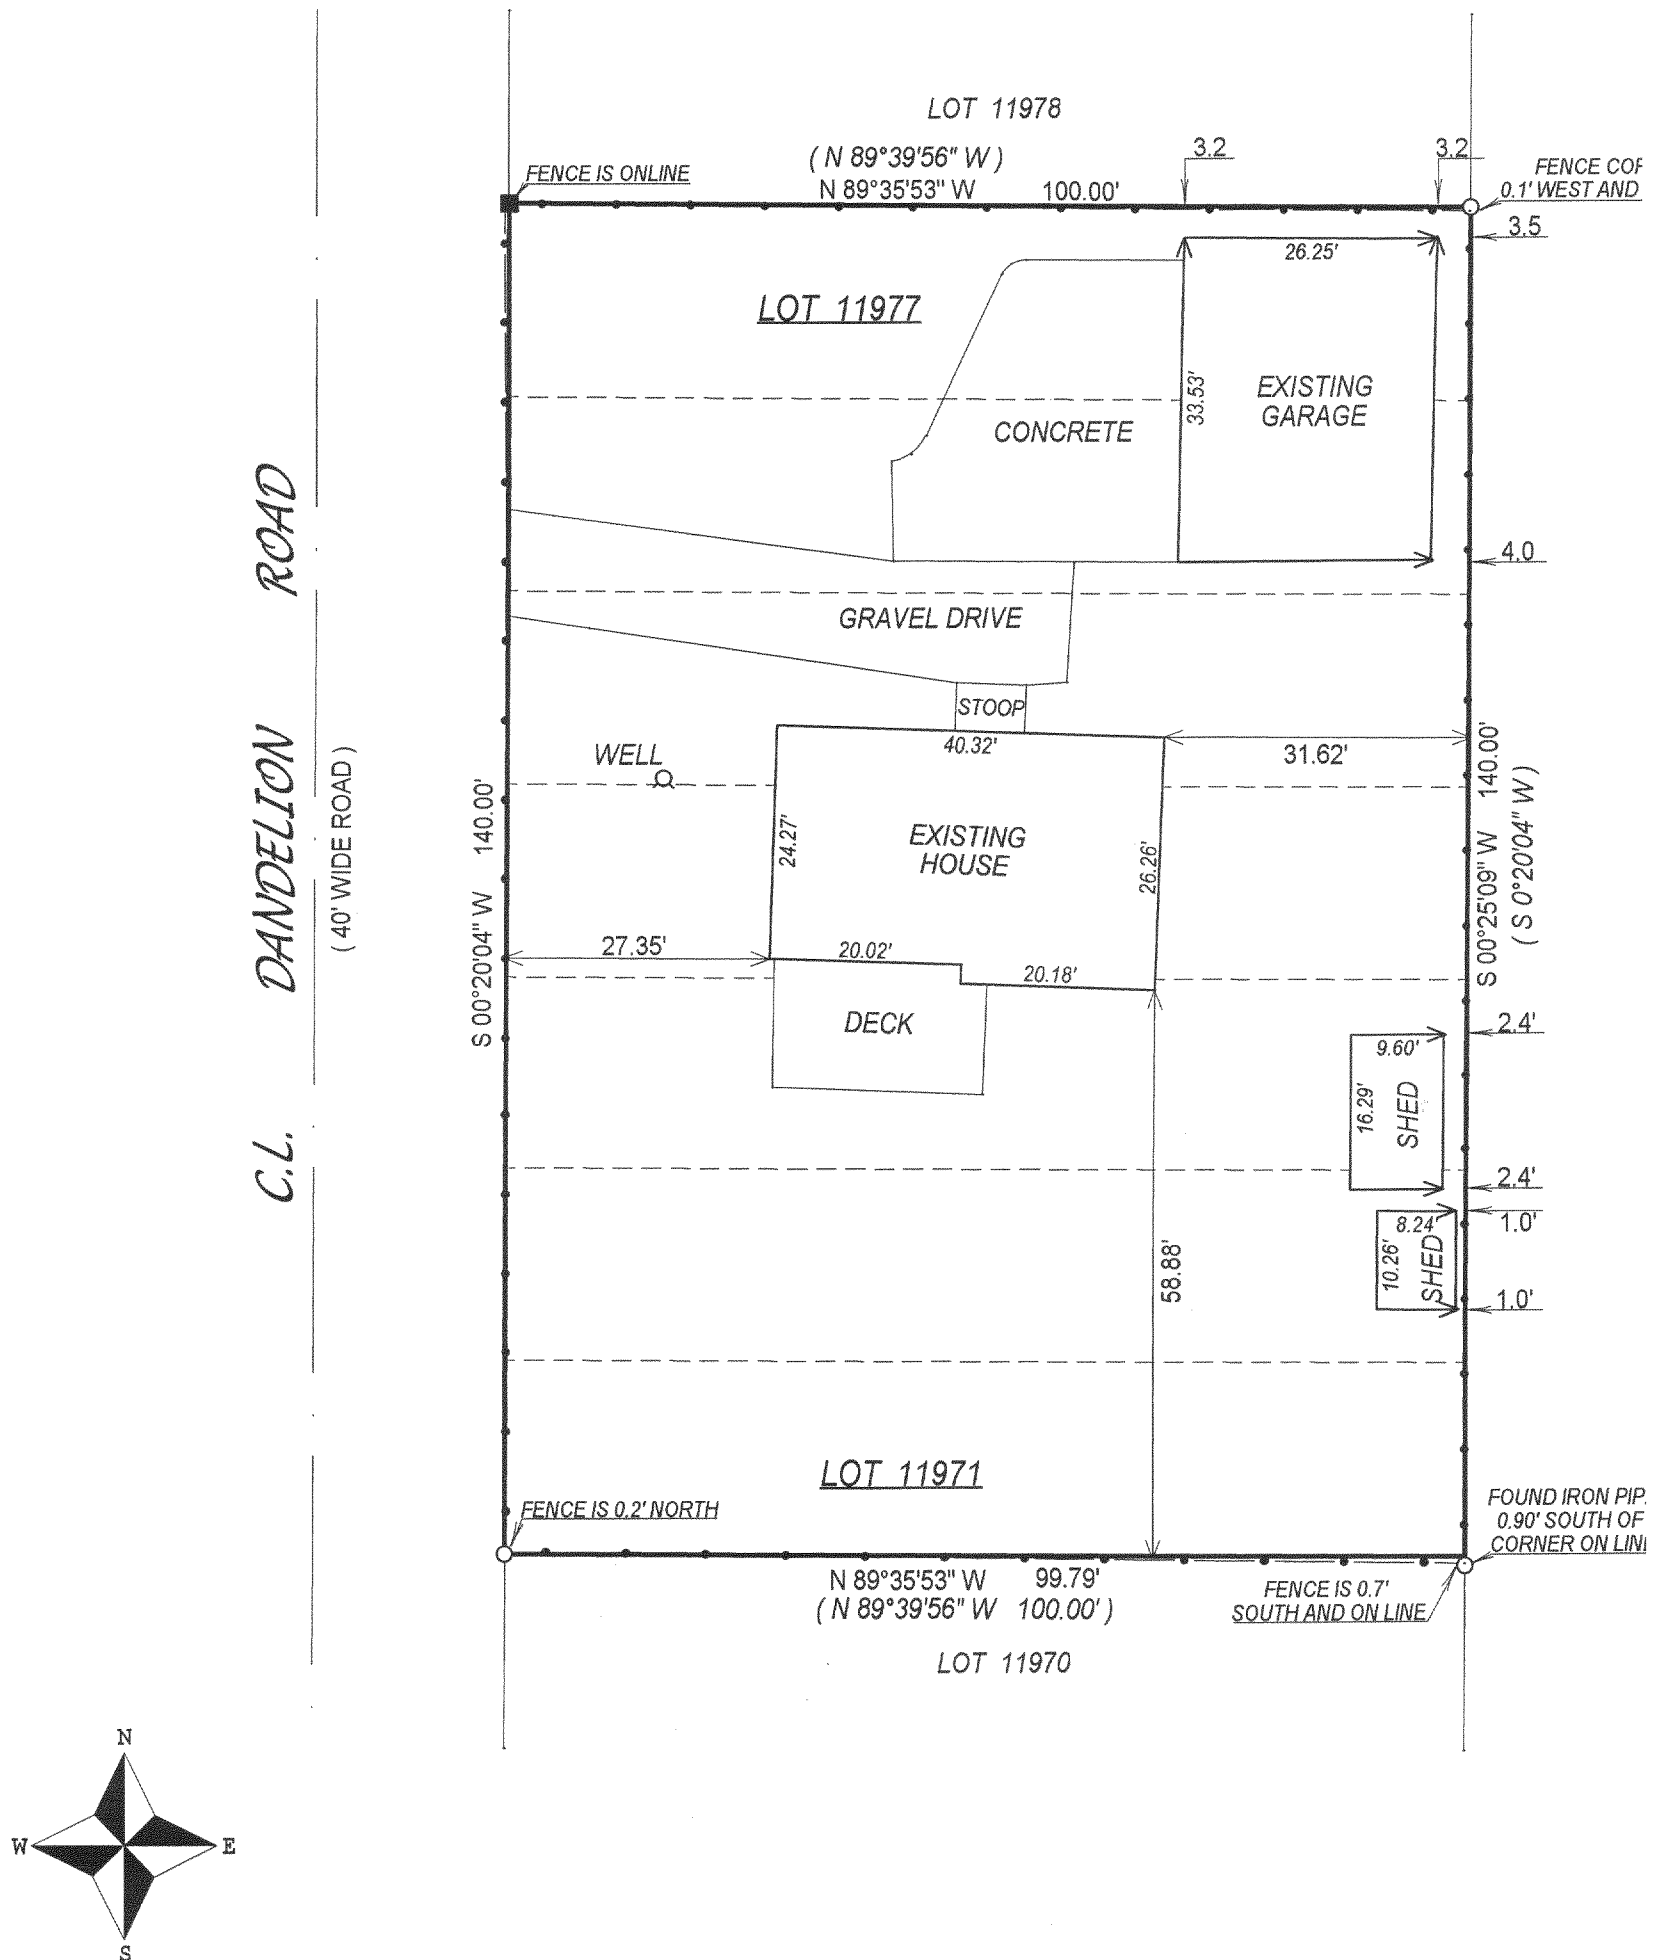 LOT 11978
( N 89°39'56" W )
N 89°35'53" W 100.00'
3.2
3.2
FENCE IS ONLINE
FENCE
0.1' WEST AND
3.5
26.25'
LOT 11977
33.53'
EXISTING
GARAGE
CONCRETE
4.0
GRAVEL DRIVE
STOOP
40.32'
31.62'
WELL
24.27'
EXISTING
HOUSE
26.26'
S 00°20'04" W 140.00'
S 00°25'09" W 140.00'
( S 0°20'04" W )
C.L. DANDELION ROAD
( 40' WIDE ROAD )
27.35'
20.02'
20.18'
DECK
2.4'
9.60'
16.29'
SHED
2.4'
1.0'
8.24'
10.26'
SHED
1.0'
58.88'
LOT 11971
FENCE IS 0.2' NORTH
FOUND IRON
0.90' SOUTH OF
CORNER ON
N 89°35'53" W 99.79'
( N 89°39'56" W 100.00' )
FENCE IS 0.7'
SOUTH AND ON LINE
LOT 11970
N
W
E
S